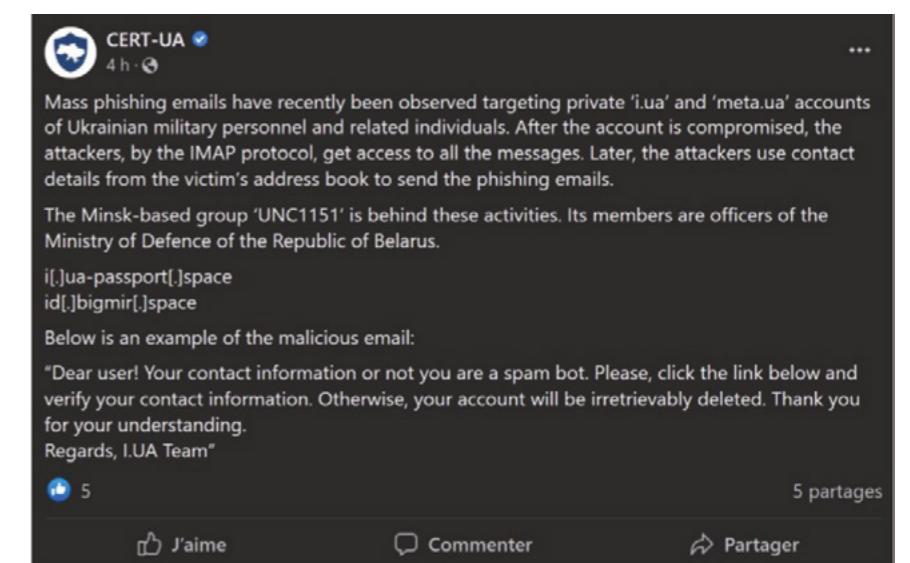 CERT-UA
4 h ·
Mass phishing emails have recently been observed targeting private ‘i.ua’ and ‘meta.ua’ accounts
of Ukrainian military personnel and related individuals. After the account is compromised, the
attackers, by the IMAP protocol, get access to all the messages. Later, the attackers use contact
details from the victim’s address book to send the phishing emails.
The Minsk-based group ‘UNC1151’ is behind these activities. Its members are officers of the
Ministry of Defence of the Republic of Belarus.
i[.]ua-passport[.]space
id[.]bigmir[.]space
Below is an example of the malicious email:
“Dear user! Your contact information or not you are a spam bot. Please, click the link below and
verify your contact information. Otherwise, your account will be irretrievably deleted. Thank you
for your understanding.
Regards, I.UA Team”
5 5 partages
J’aime Commenter Partager